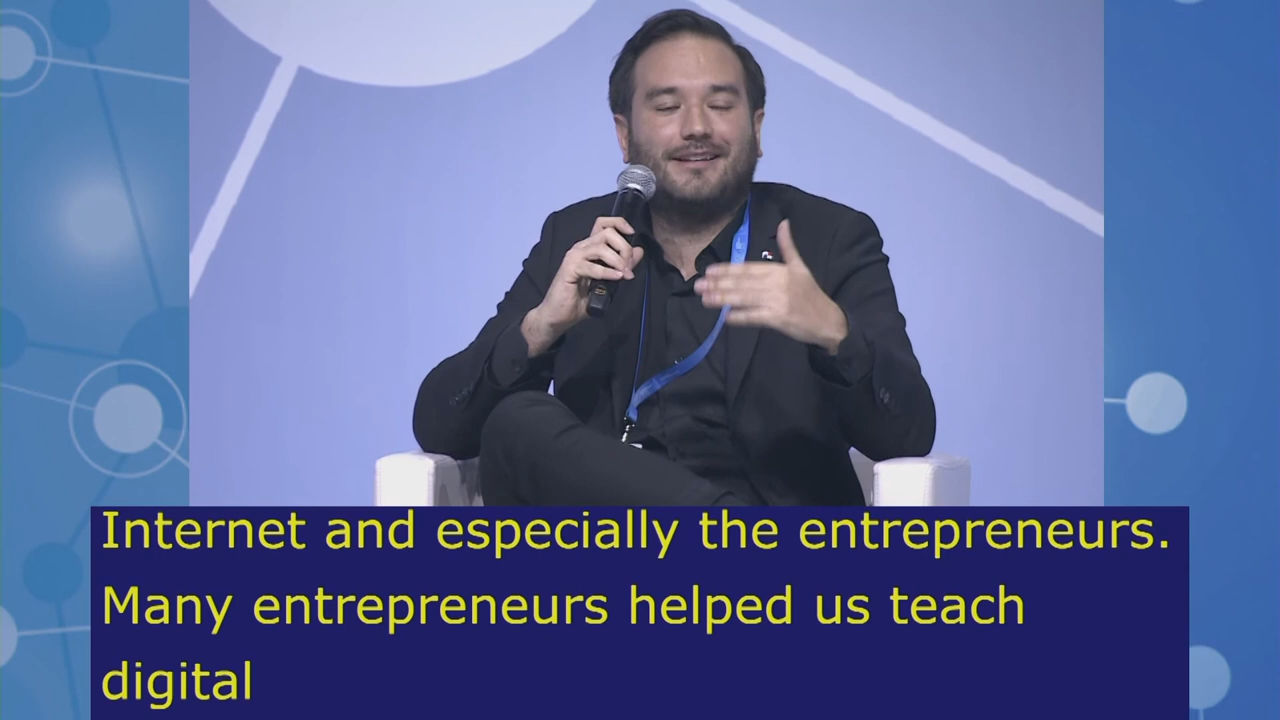 Internet and especially the entrepreneurs.
Many entrepreneurs helped us teach
digital